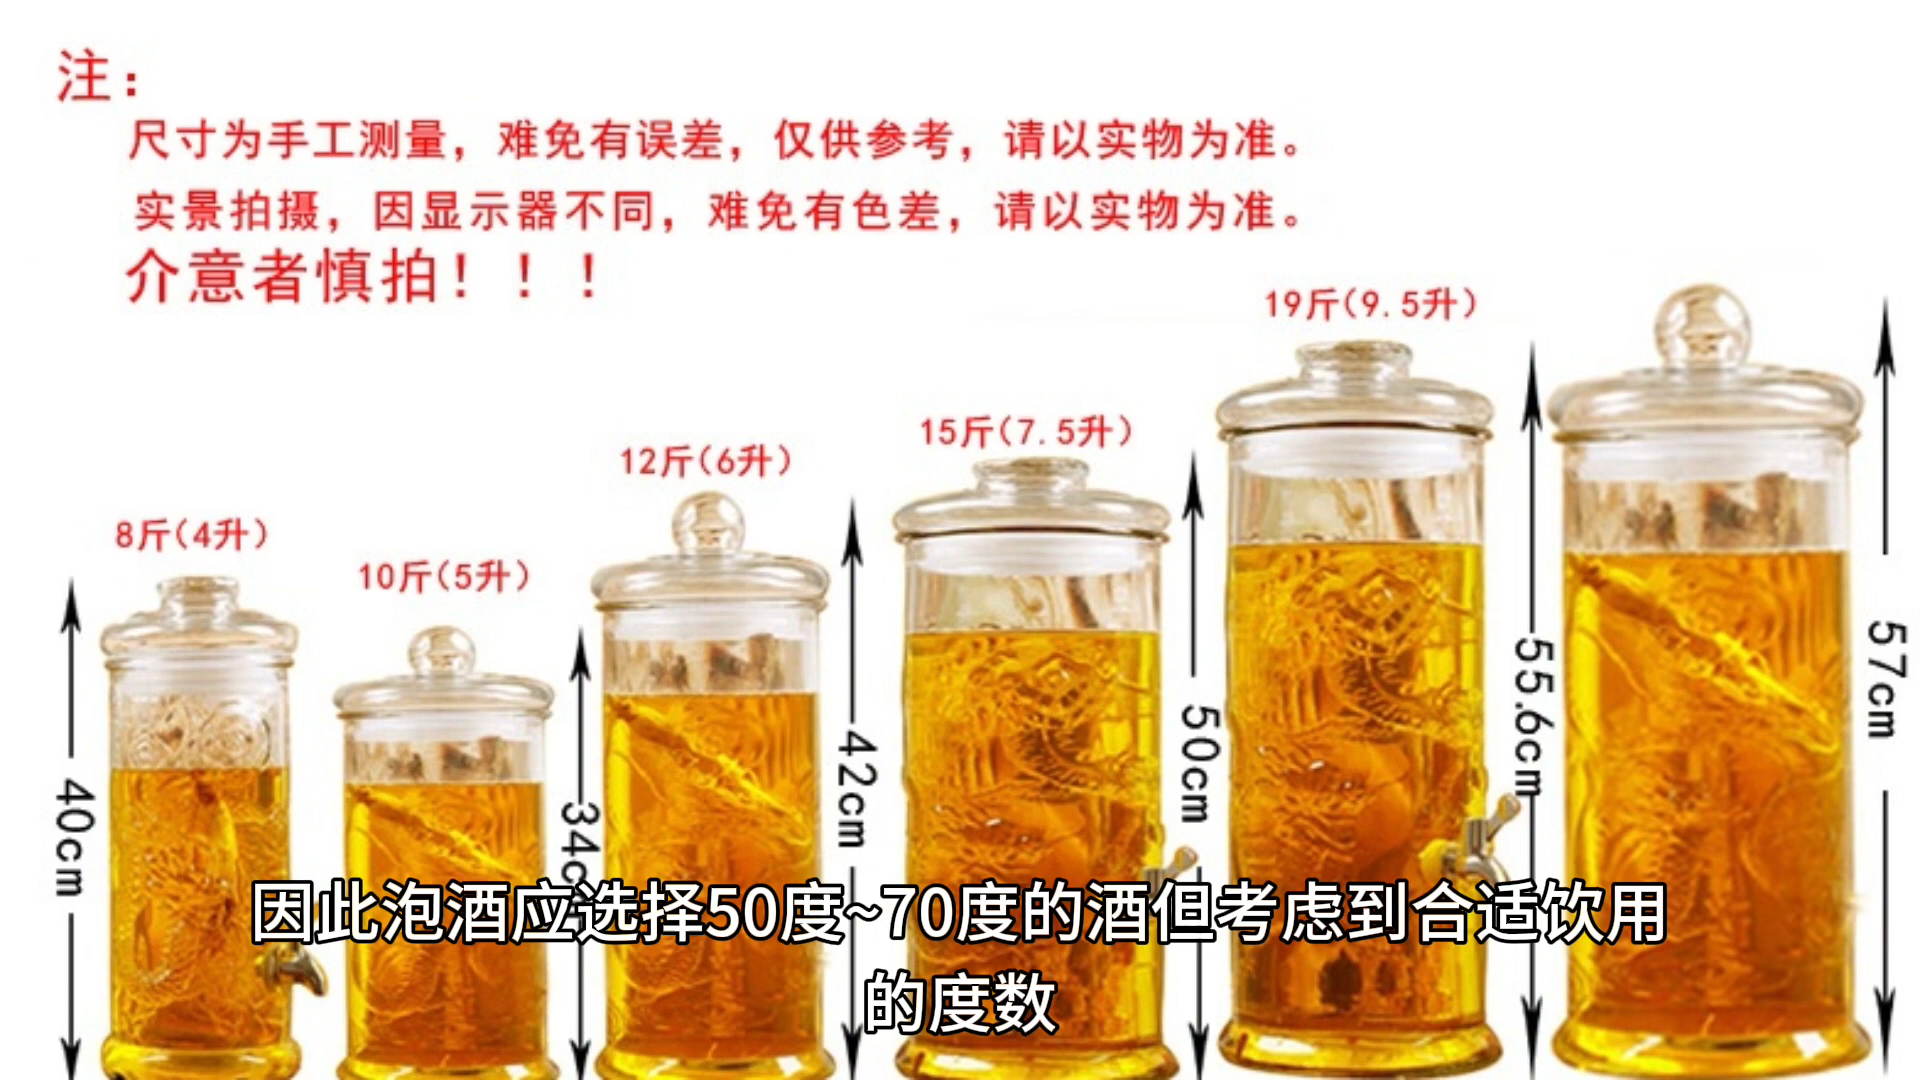 注：
尺寸为手工测量，难免有误差，仅供参考，请以实物为准。
实景拍摄，因显示器不同，难免有色差，请以实物为准。
介意者慎拍！！！
19斤(9.5升)
15斤(7.5升)
12斤(6升)
8斤(4升)
10斤(5升)
40cm
34c
42cm
50cm
55.6cm
57cm
因此泡酒应选择50度~70度的酒但考虑到合适饮用
的度数